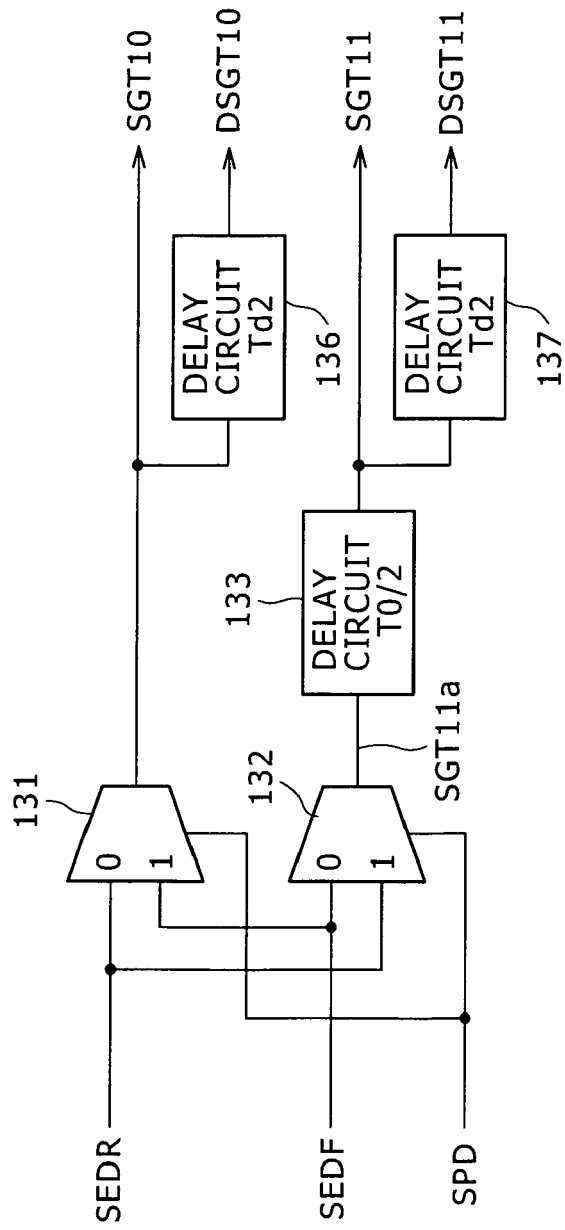 SEDR
SEDF
SPD
131
0
1
132
0
1
SGT11a
133
DELAY
CIRCUIT
T0/2
DELAY
CIRCUIT
Td2
136
DELAY
CIRCUIT
Td2
137
SGT10
DSGT10
SGT11
DSGT11